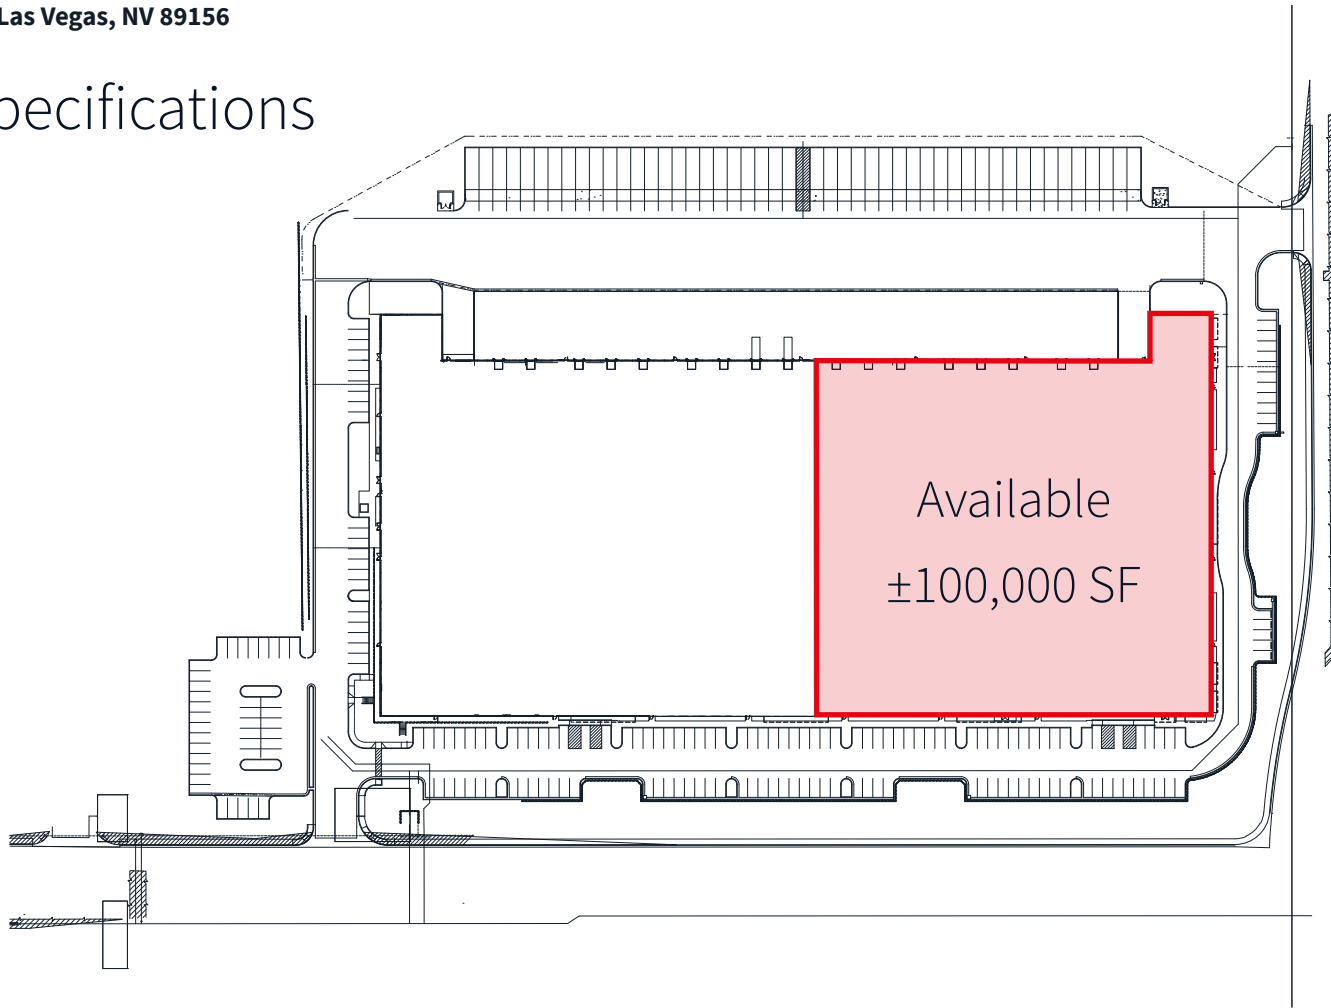 Las Vegas, NV 89156
pecifications
Available
±100,000 SF